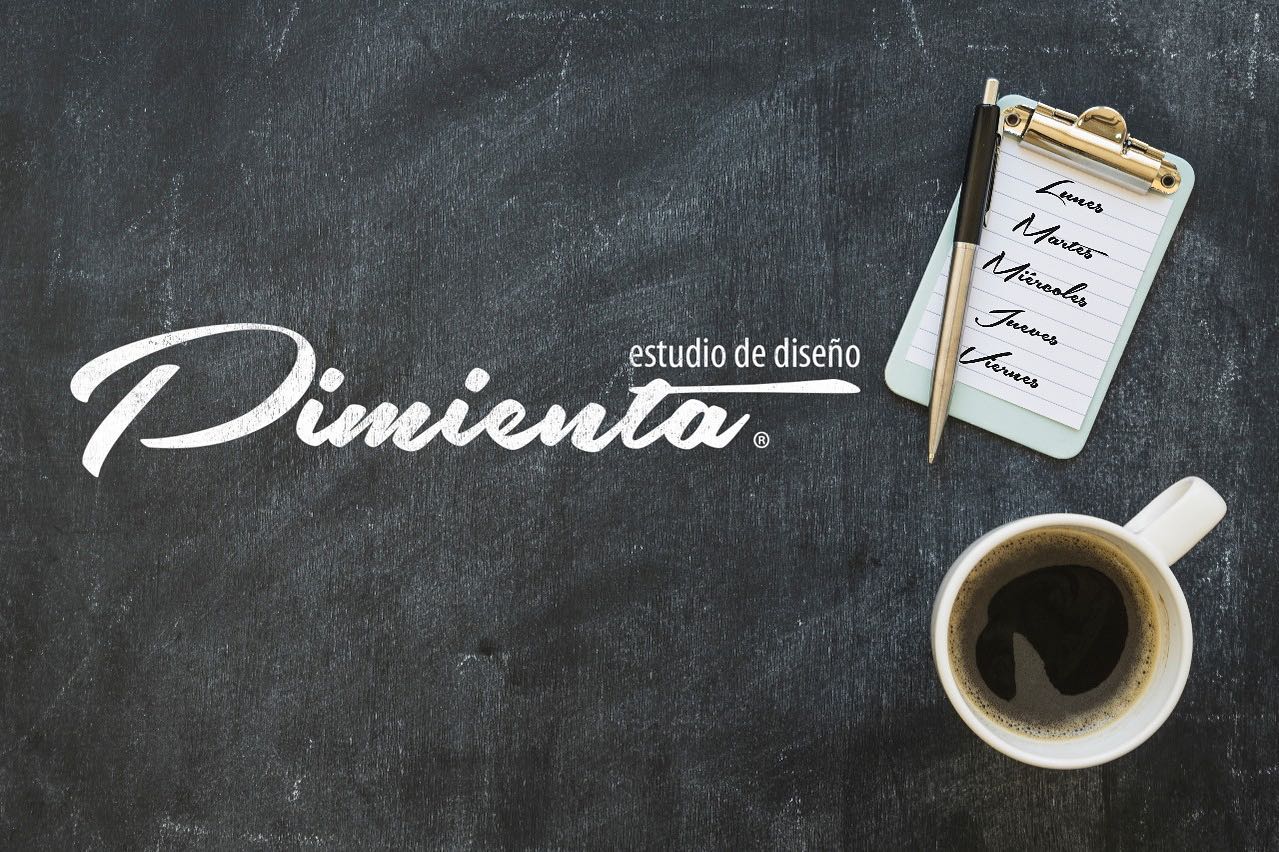 estudio de diseño
Pimienta ®
Lunes
Martes
Miércoles
Jueves
Viernes